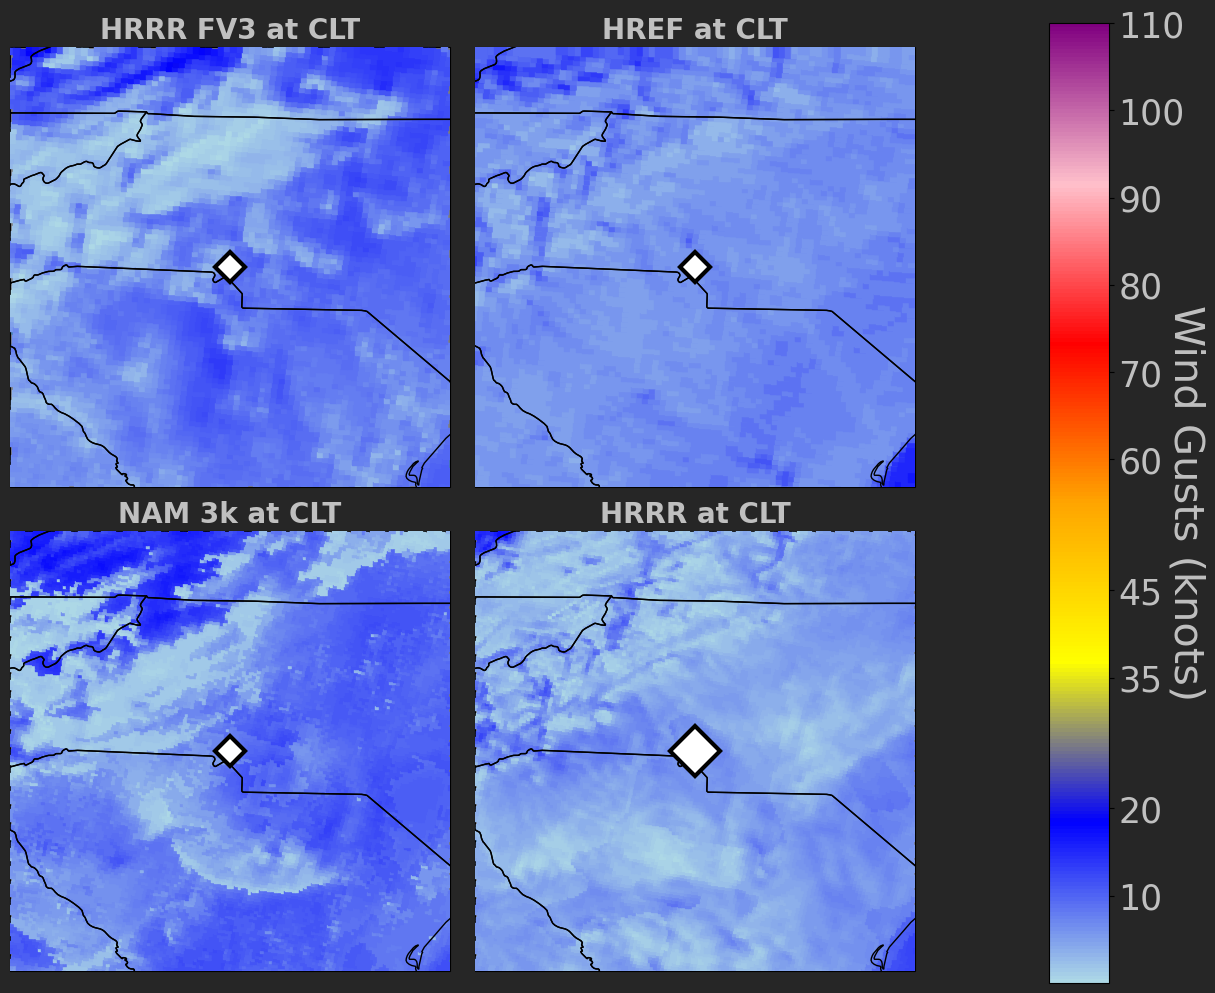 HRRR FV3 at CLT
HREF at CLT
NAM 3k at CLT
HRRR at CLT
110
100
90
80
70
60
45
35
20
10
Wind Gusts (knots)